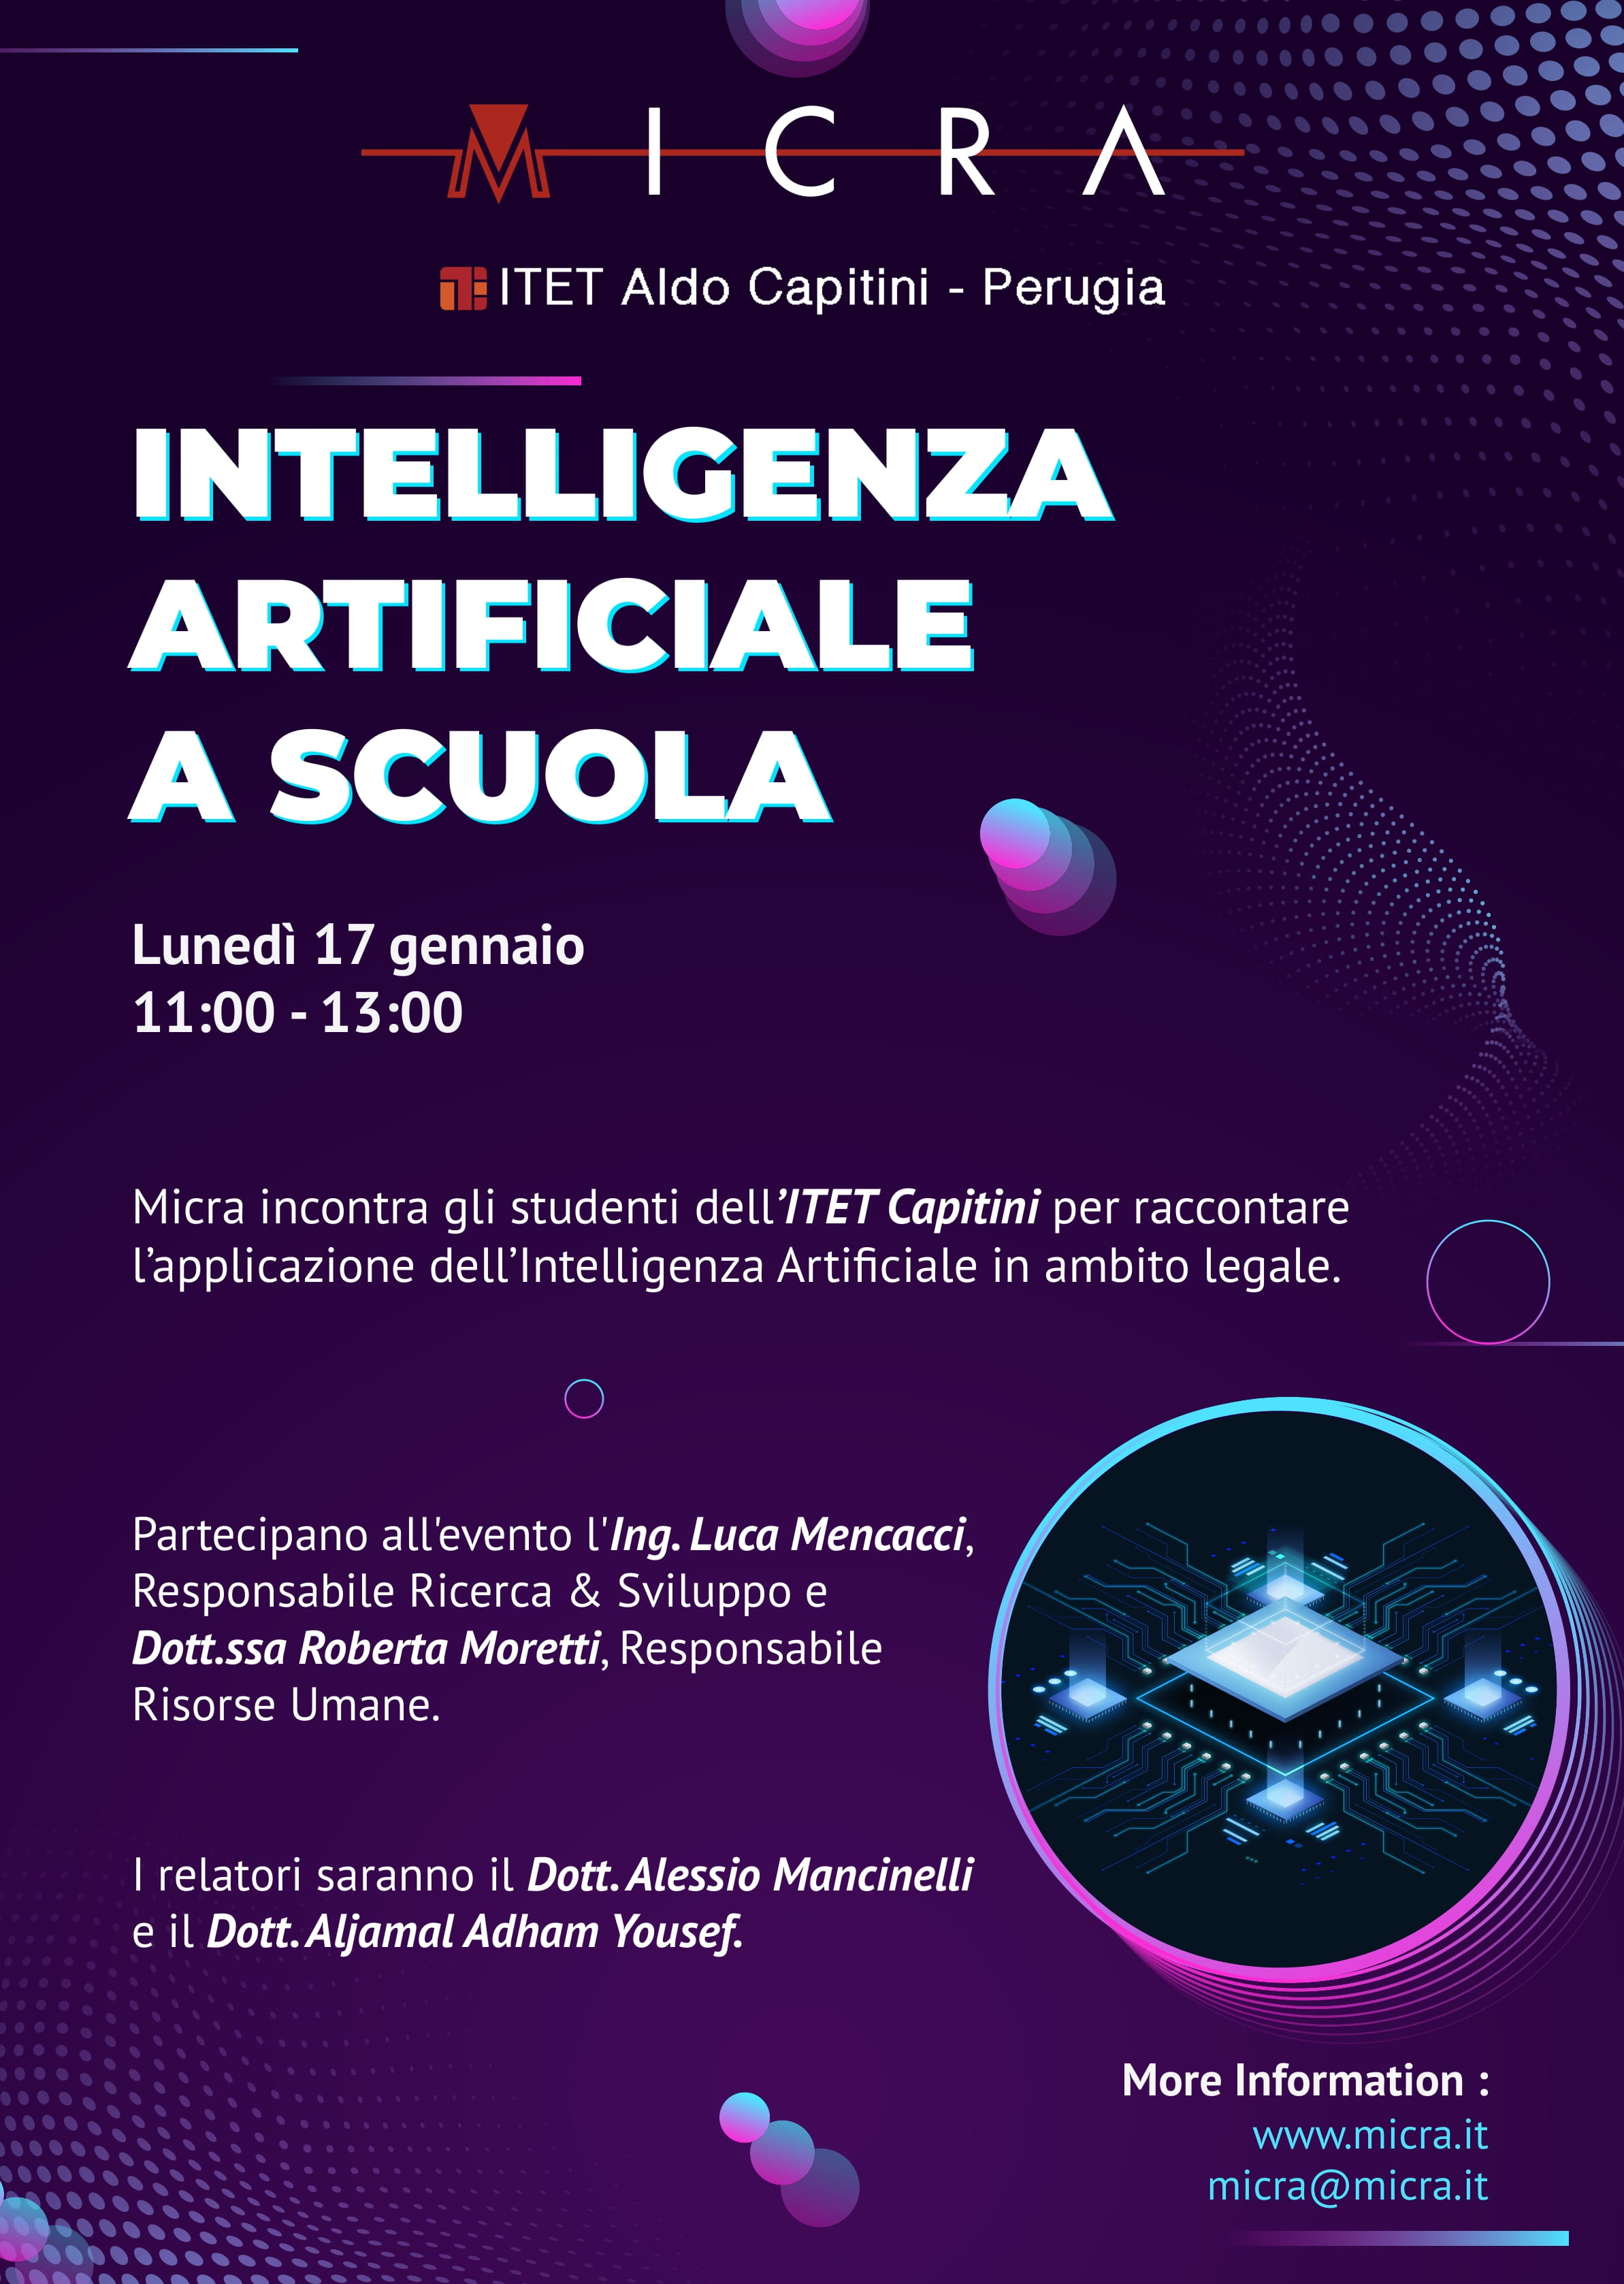 MICRA
ITET Aldo Capitini - Perugia
INTELLIGENZA
ARTIFICIALE
A SCUOLA
Lunedì 17 gennaio
11:00 - 13:00
Micra incontra gli studenti dell’ITET Capitini per raccontare
l’applicazione dell’Intelligenza Artificiale in ambito legale.
Partecipano all'evento l'Ing. Luca Mencacci,
Responsabile Ricerca & Sviluppo e
Dott.ssa Roberta Moretti, Responsabile
Risorse Umane.
I relatori saranno il Dott. Alessio Mancinelli
e il Dott. Aljamal Adham Yousef.
More Information :
www.micra.it
micra@micra.it